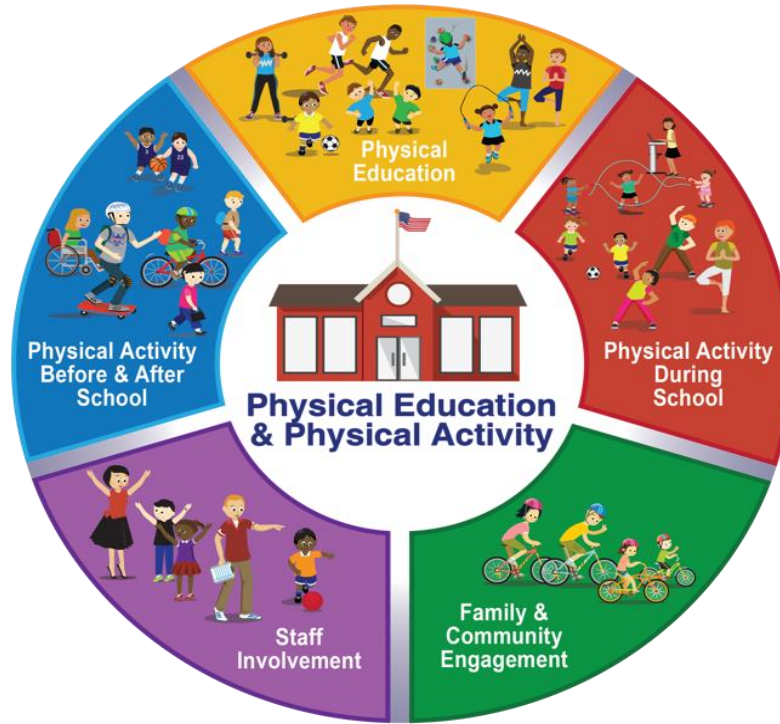 Physical
Education
Physical Activity
Before & After
School
Physical Activity
During
School
Physical Education
& Physical Activity
Staff
Involvement
Family &
Community
Engagement